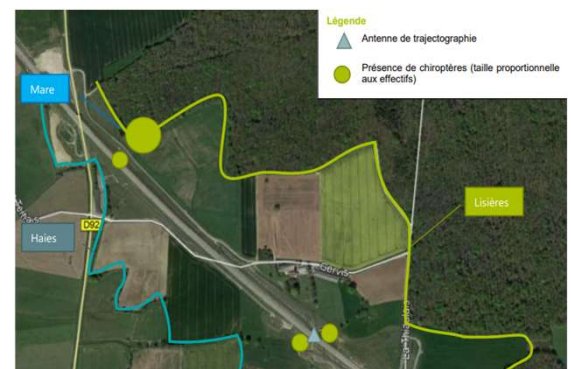 Légende
Antenne de trajectographie
Présence de chiroptères (taille proportionnelle
aux effectifs)
Mare
Lisières
D92
Haies
Gervis